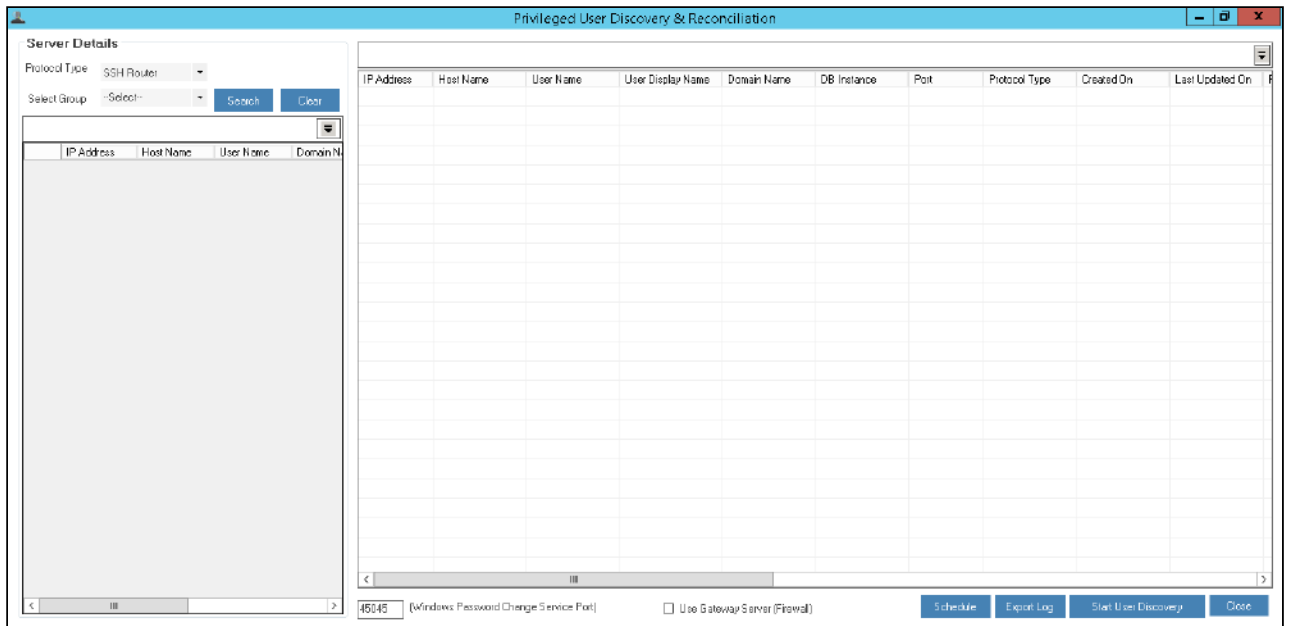 Privileged User Discovery & Reconciliation
Server Details
Protocol Type SSH Router
Select Group --Select-- Search Clear
IP Address Host Name User Name Domain N
IP Address Host Name User Name User Display Name Domain Name DB Instance Port Protocol Type Created On Last Updated On
45045 (Windows Password Change Service Port) Use Gateway Server (Firewall) Schedule Export Log Start User Discovery Close